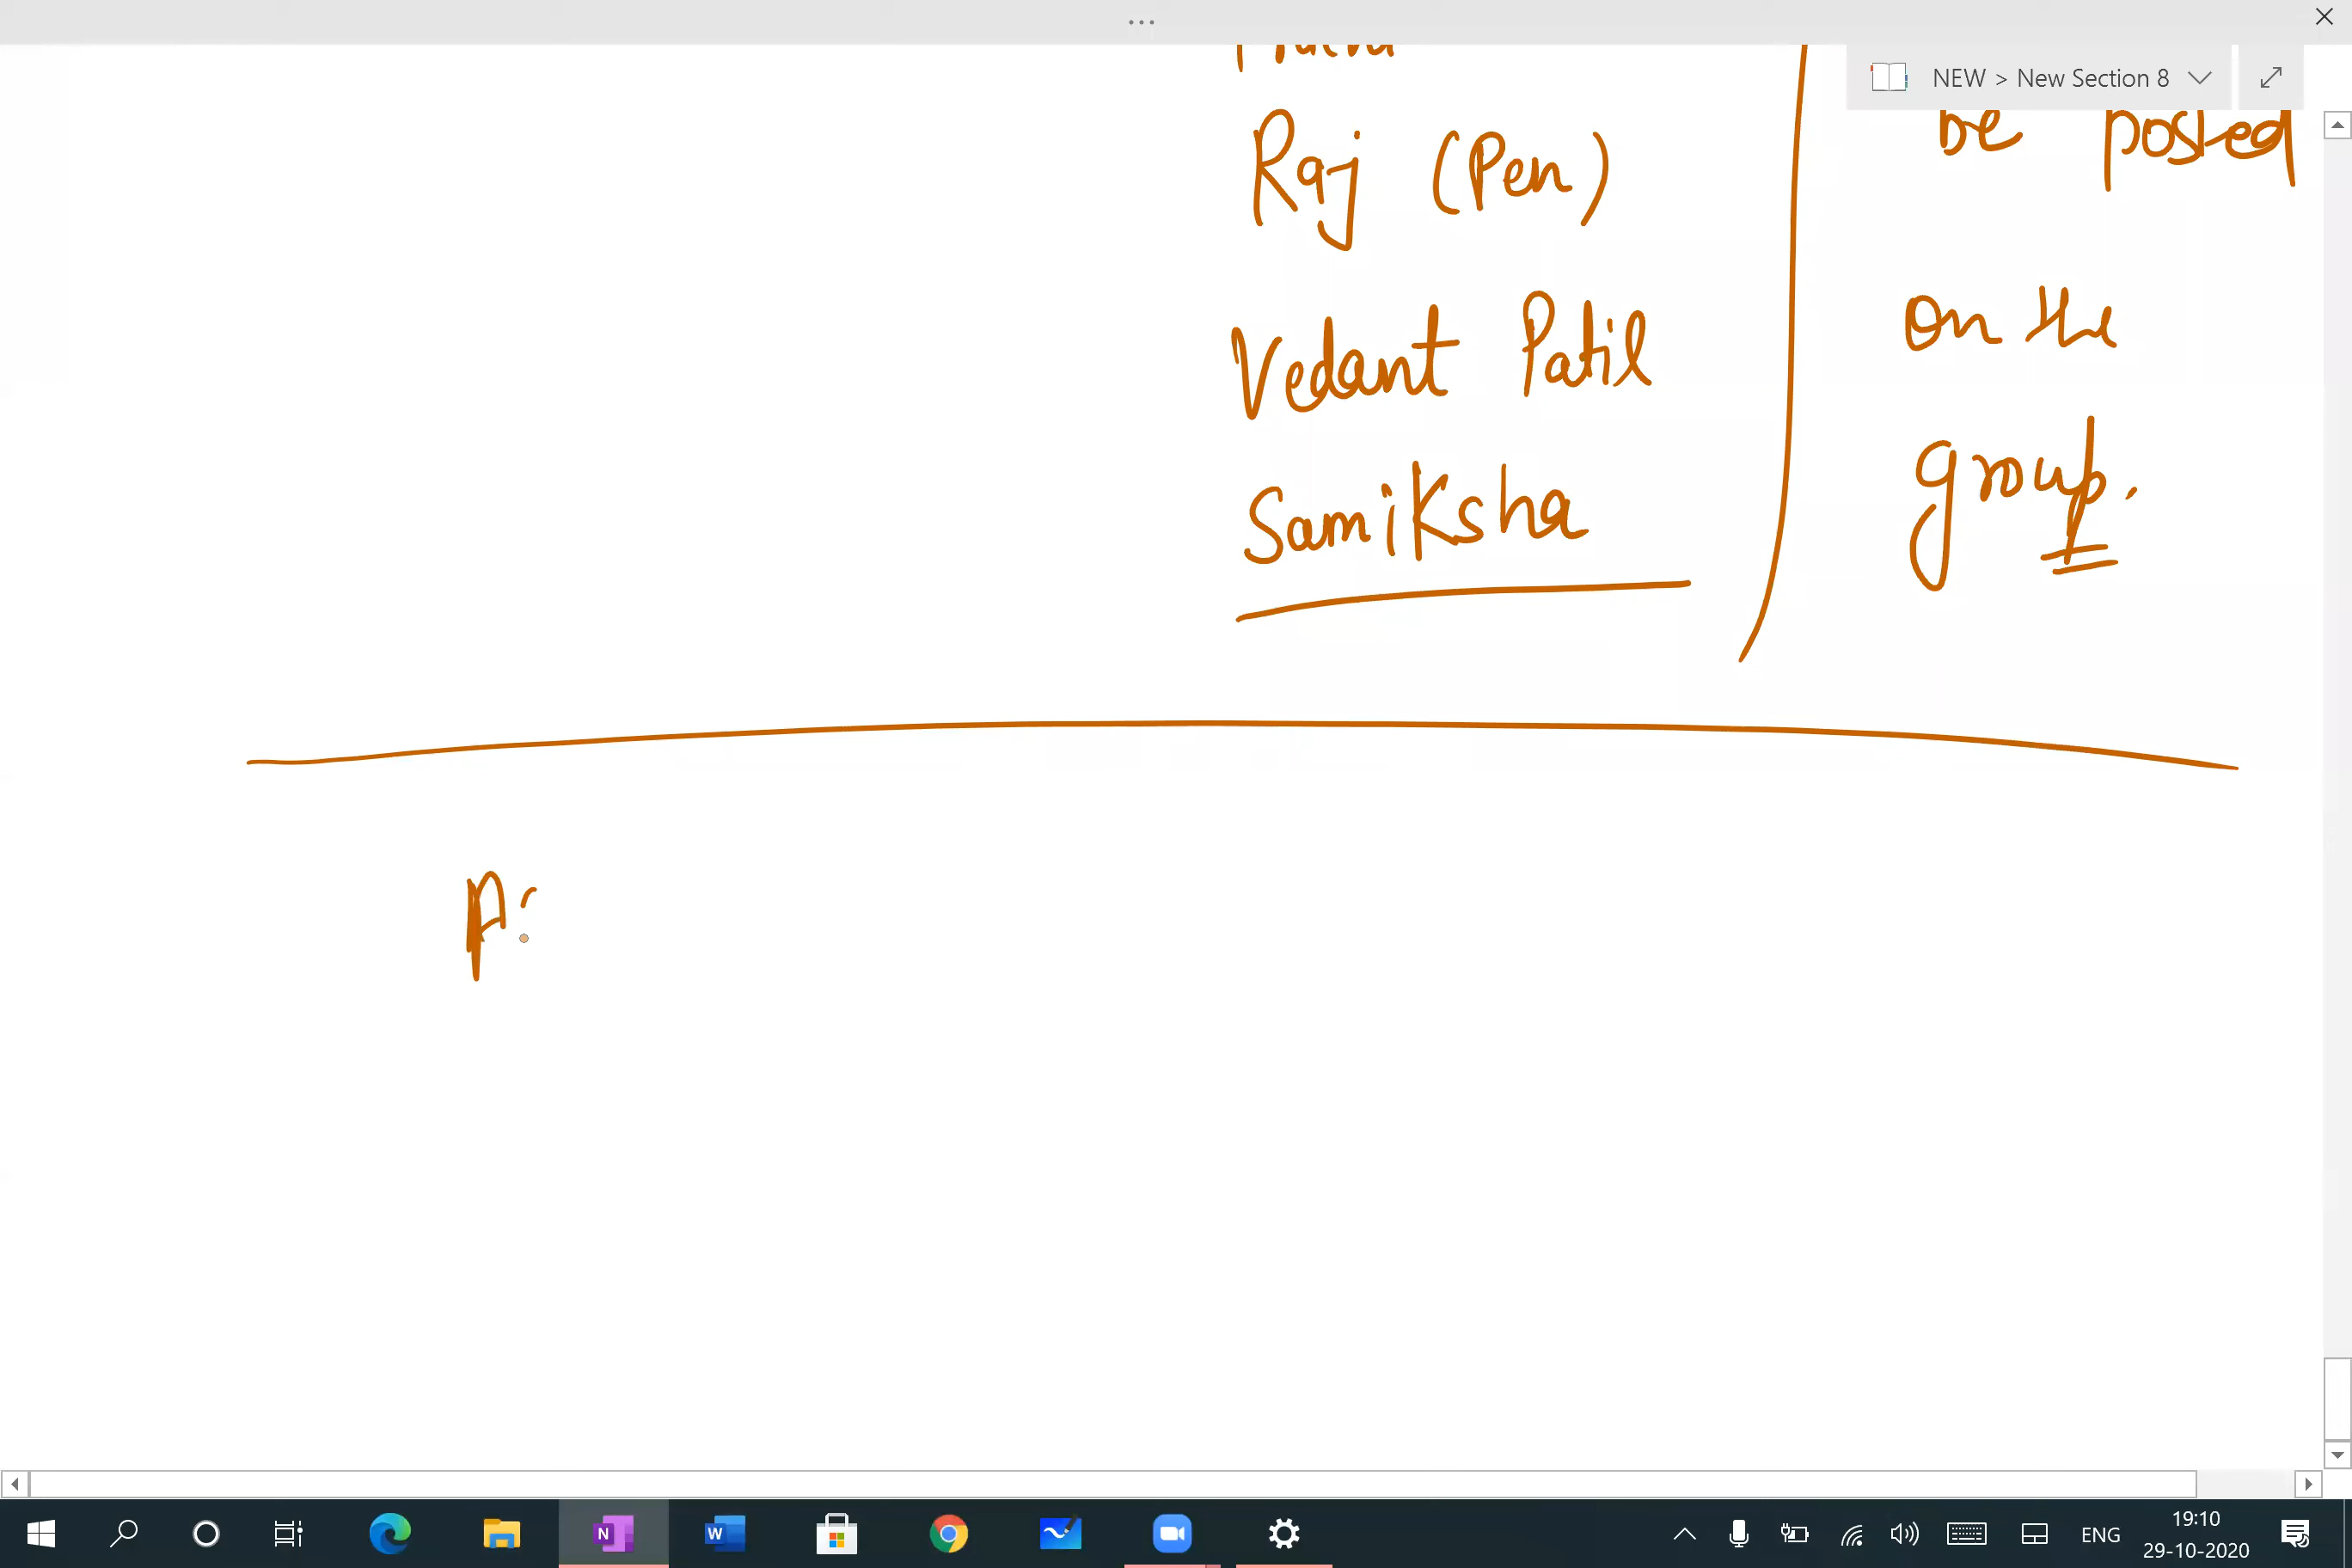 NEW > New Section 8
Raj (Pen)
Vedant Patil
Samiksha
be posted
on the
group.
ENG
19:10
29-10-2020